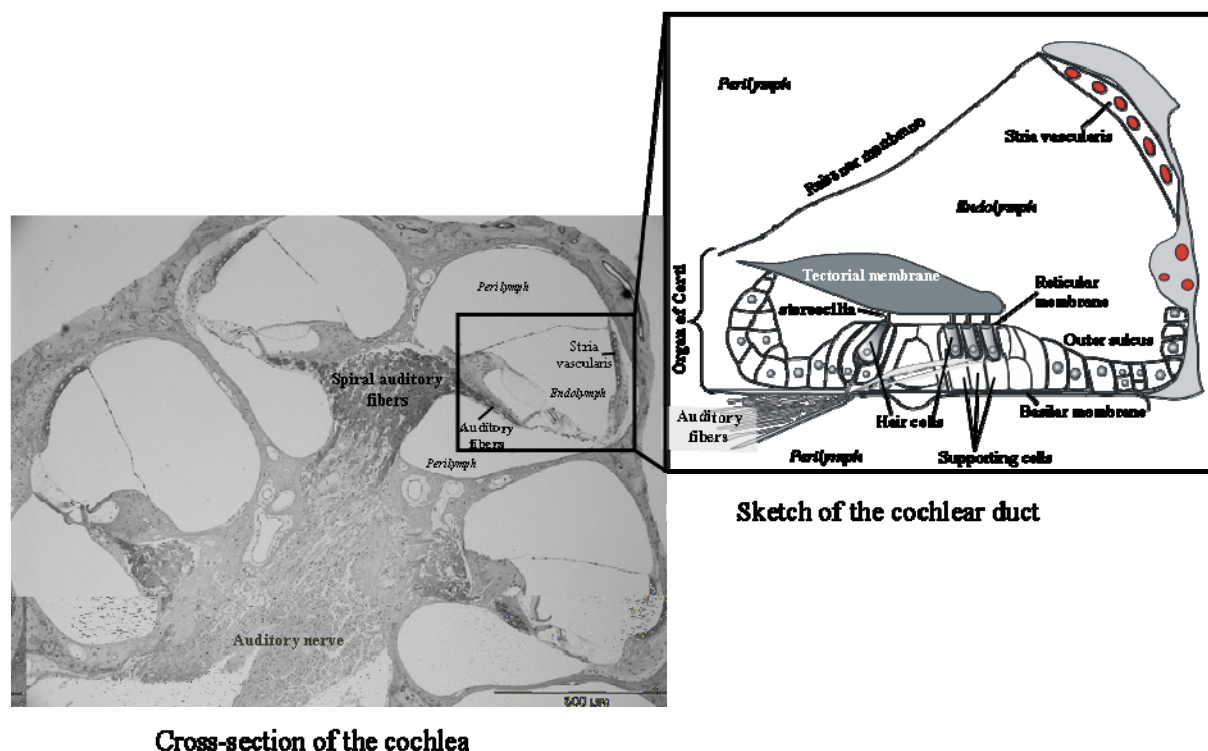 Perilymph
Stria vascularis
Reissner membrane
Endolymph
Organ of Corti
Tectorial membrane
Reticular
membrane
stereocilia
Outer sulcus
Auditory
fibers
Hair cells
Basilar membrane
Perilymph
Supporting cells
Sketch of the cochlear duct
Perilymph
Stria
vascularis
Spiral auditory
fibers
Endolymph
Auditory
fibers
Perilymph
Auditory nerve
500 µm
Cross-section of the cochlea